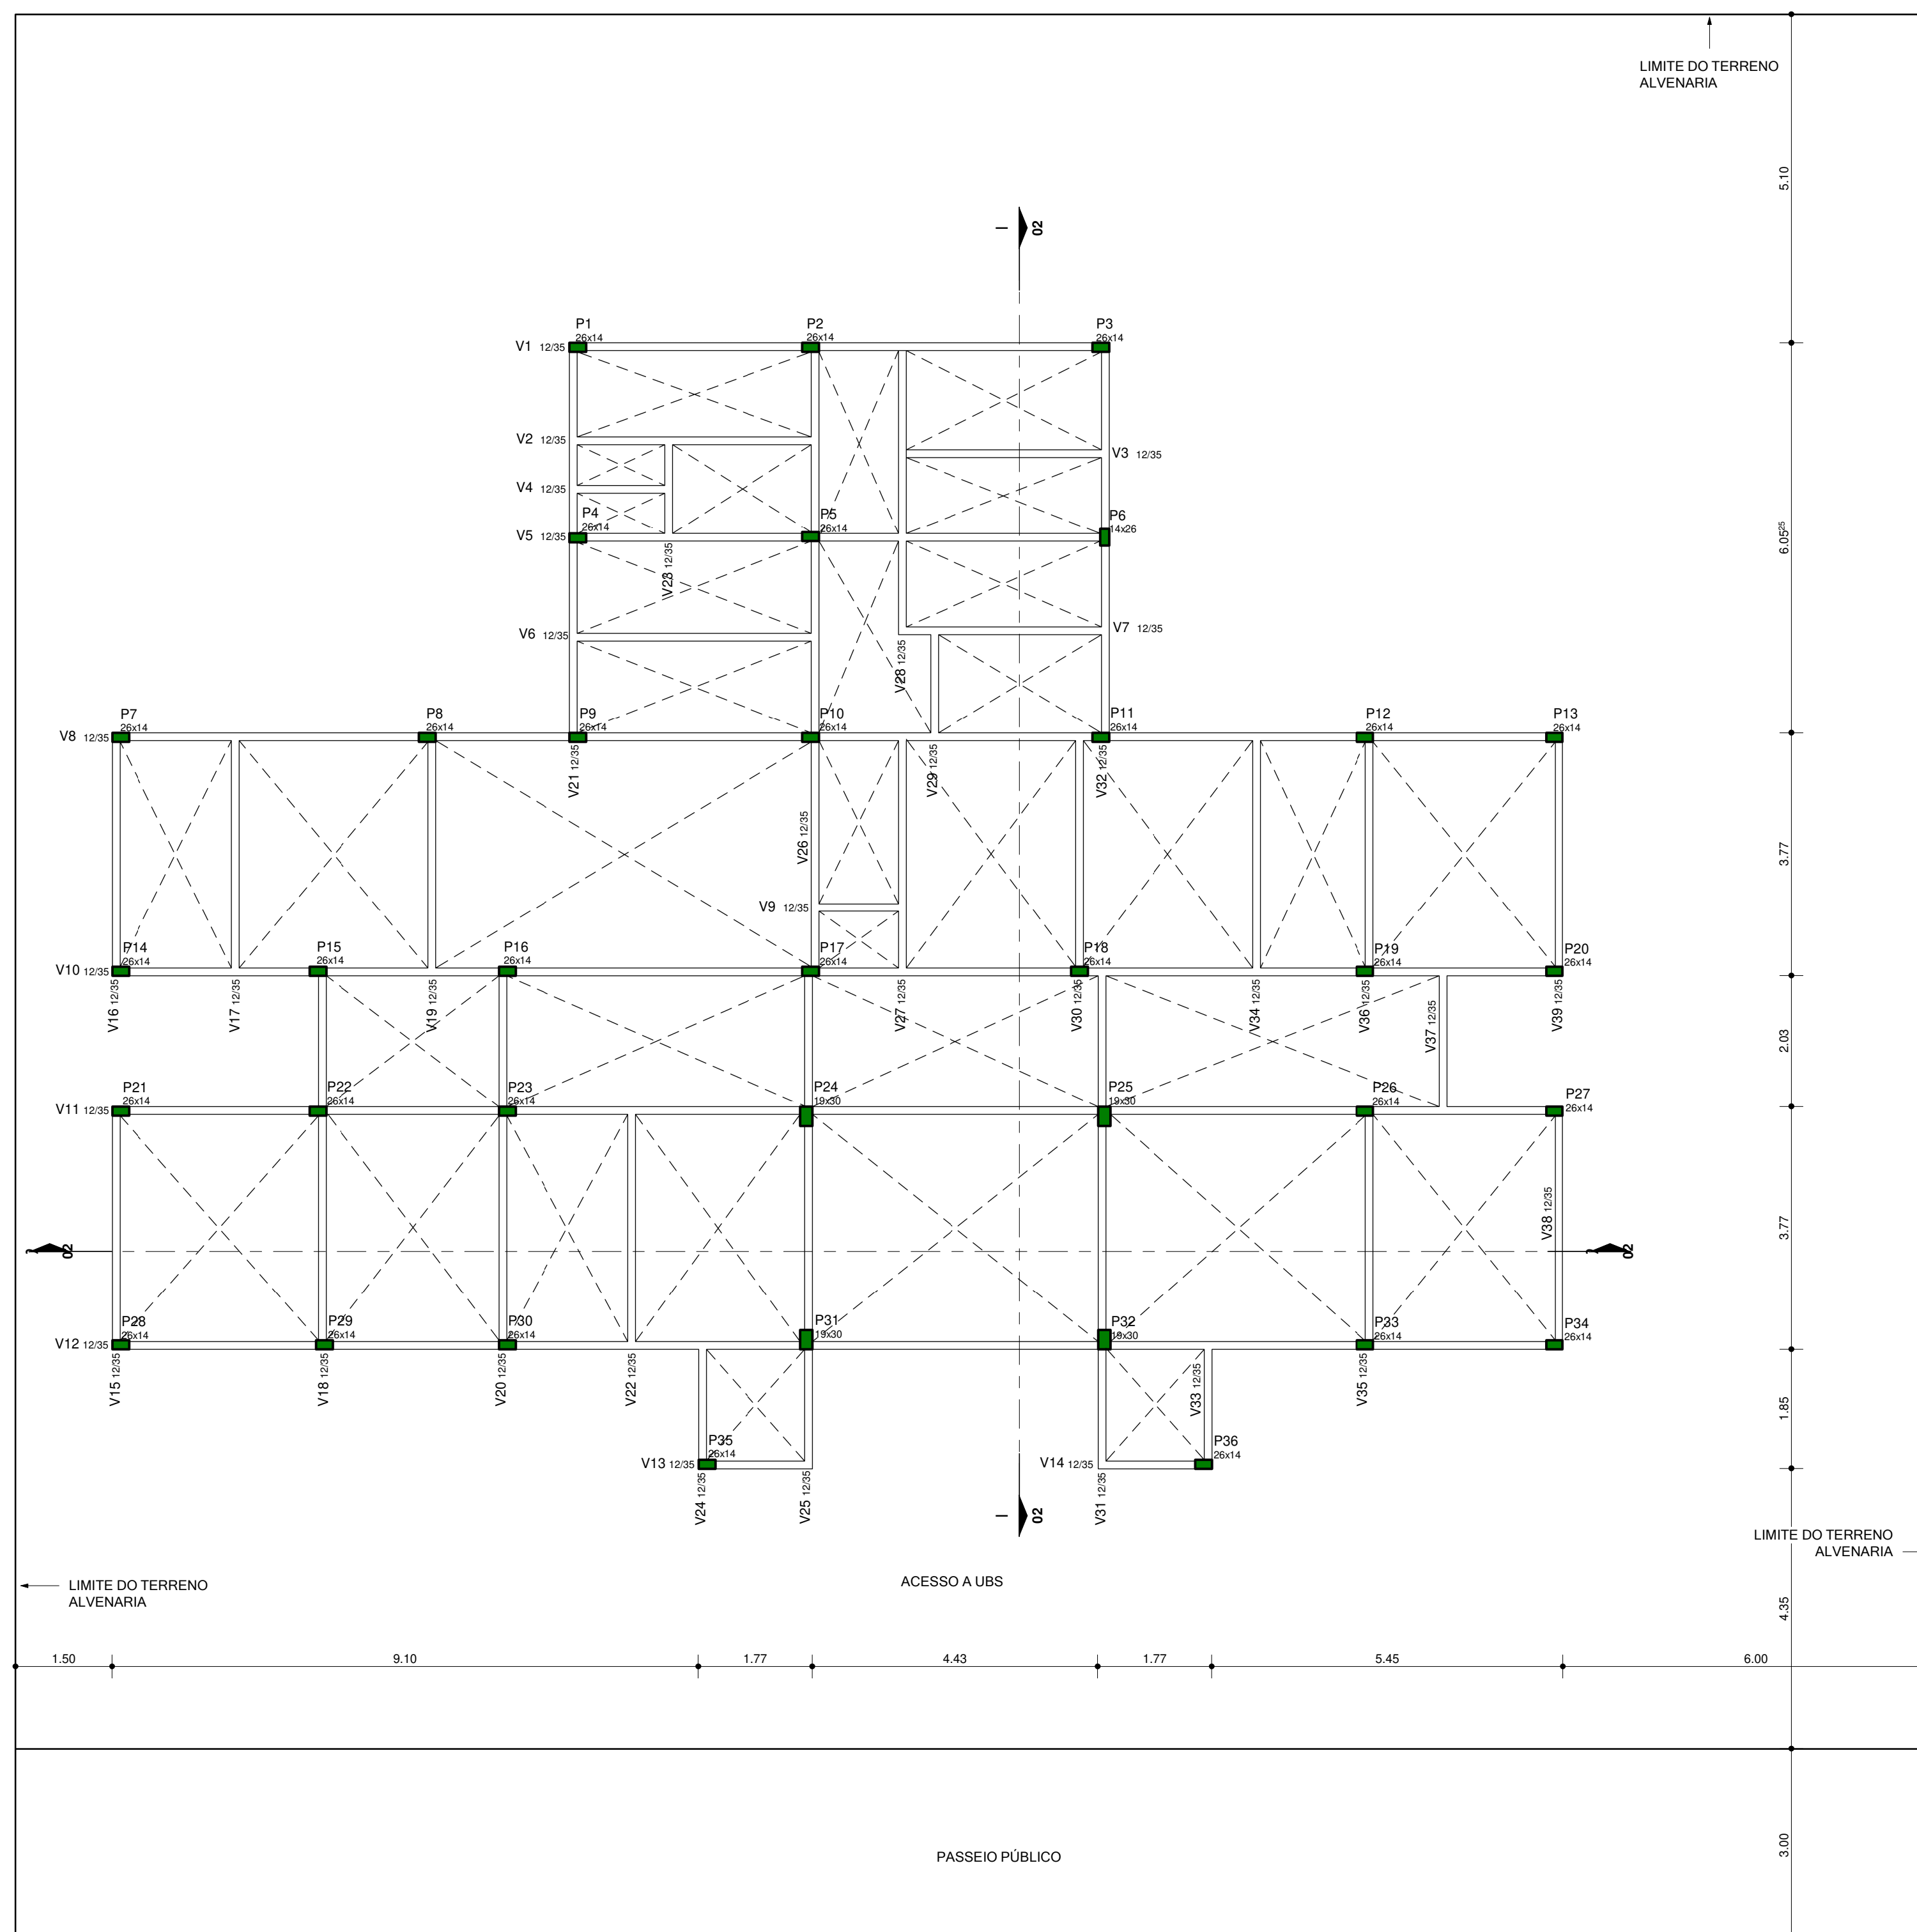 LIMITE DO TERRENO
ALVENARIA
5.10
I 02
P1 P2 P3
26x14 26x14 26x14
V1 12/35
V2 12/35
V3 12/35
V4 12/35
P4 P5 P6
26x14 26x14 14x26
V5 12/35
6.05²⁵
V23 12/35
V6 12/35
V7 12/35
V28 12/35
P7 P8 P9 P10 P11 P12 P13
26x14 26x14 26x14 26x14 26x14 26x14 26x14
V8 12/35
V21 12/35
V29 12/35
V32 12/35
V26 12/35
3.77
V9 12/35
P14 P15 P16 P17 P18 P19 P20
26x14 26x14 26x14 26x14 26x14 26x14 26x14
V10 12/35
V16 12/35
V17 12/35
V19 12/35
V27 12/35
V30 12/35
V34 12/35
V36 12/35
V37 12/35
V39 12/35
2.03
P21 P22 P23 P24 P25 P26 P27
26x14 26x14 26x14 19x30 19x30 26x14 26x14
V11 12/35
V38 12/35
3.77
02
02
P28 P29 P30 P31 P32 P33 P34
26x14 26x14 26x14 19x30 19x30 26x14 26x14
V12 12/35
V15 12/35
V18 12/35
V20 12/35
V22 12/35
V33 12/35
V35 12/35
1.85
P35 P36
26x14 26x14
V13 12/35
V14 12/35
V24 12/35
V25 12/35
V31 12/35
I 02
LIMITE DO TERRENO
ALVENARIA
LIMITE DO TERRENO
ALVENARIA
ACESSO A UBS
4.35
1.50 9.10 1.77 4.43 1.77 5.45 6.00
3.00
PASSEIO PÚBLICO